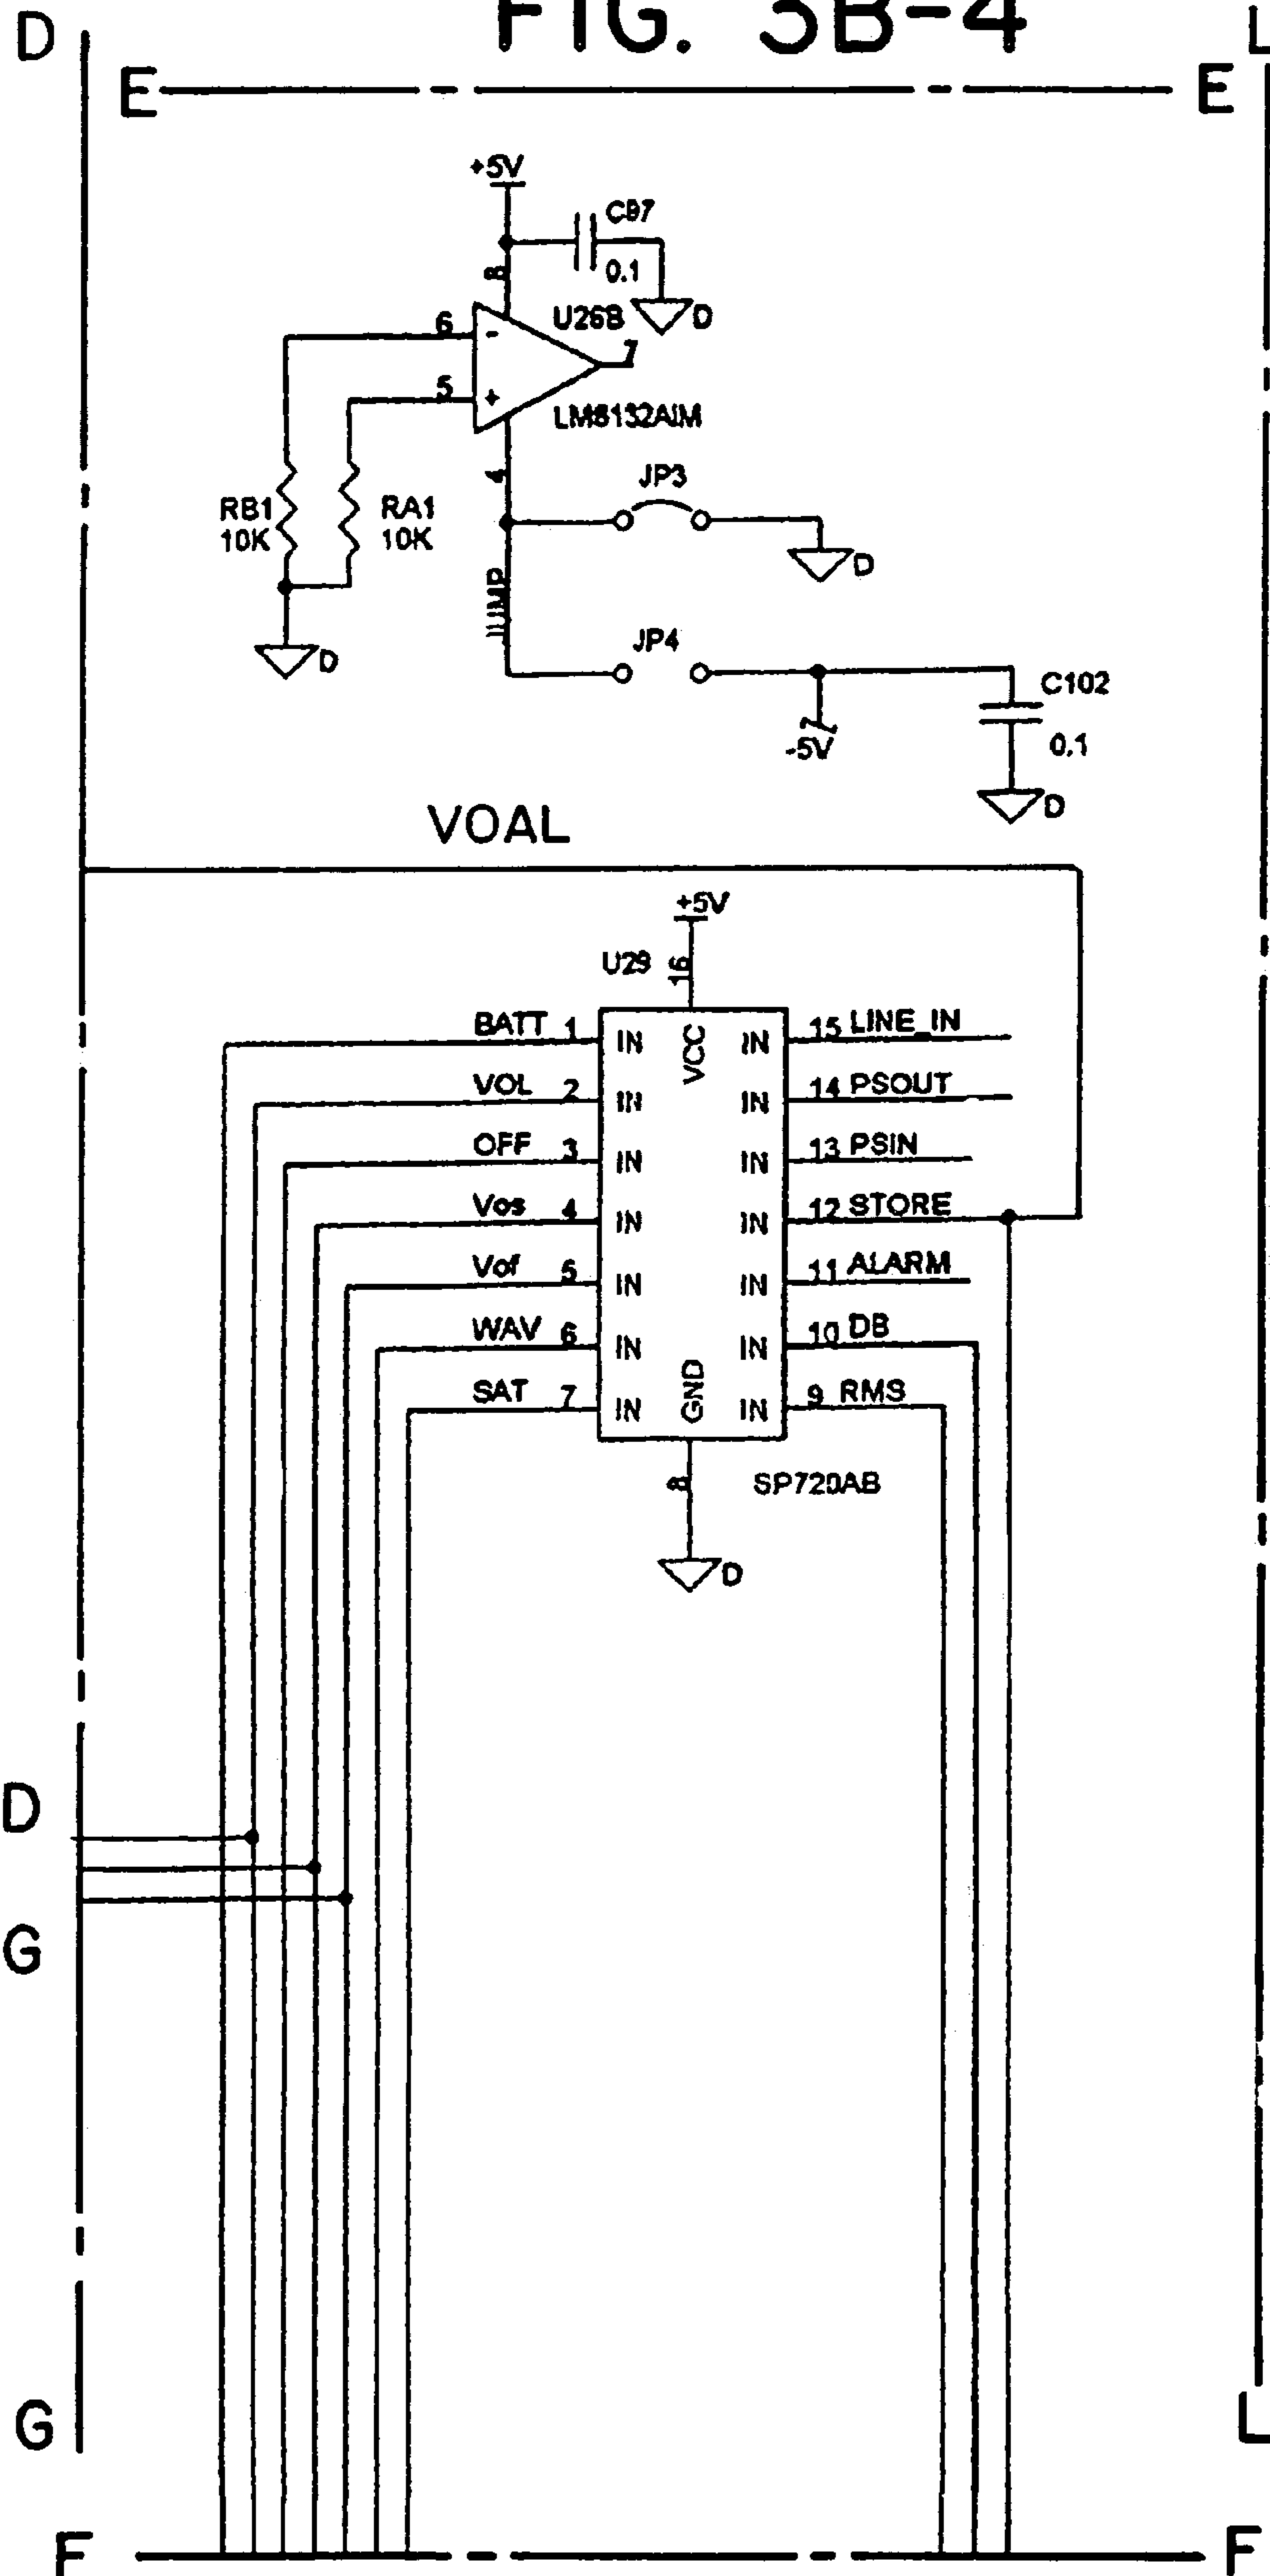 FIG. 3B-4
D
L
E
E
+5V
C97
0.1
D
8
U26B
6
-
7
5
+
LM6132AIM
4
JP3
RB1
10K
RA1
10K
D
JUMP
D
JP4
C102
-5V
0.1
D
VOAL
+5V
U29
16
BATT 1 IN VCC IN 15 LINE_IN
VOL 2 IN IN 14 PSOUT
OFF 3 IN IN 13 PSIN
Vos 4 IN IN 12 STORE
Vof 5 IN IN 11 ALARM
WAV 6 IN IN 10 DB
SAT 7 IN GND IN 9 RMS
8
SP720AB
D
D
G
G
L
F
F